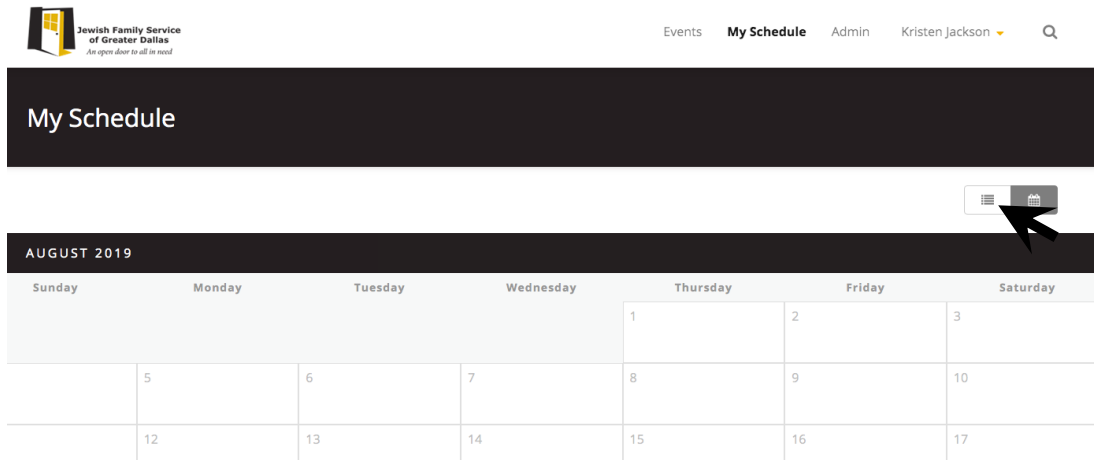 Jewish Family Service
of Greater Dallas
An open door to all in need
Events My Schedule Admin Kristen Jackson
My Schedule
AUGUST 2019
Sunday Monday Tuesday Wednesday Thursday Friday Saturday
1 2 3
5 6 7 8 9 10
12 13 14 15 16 17